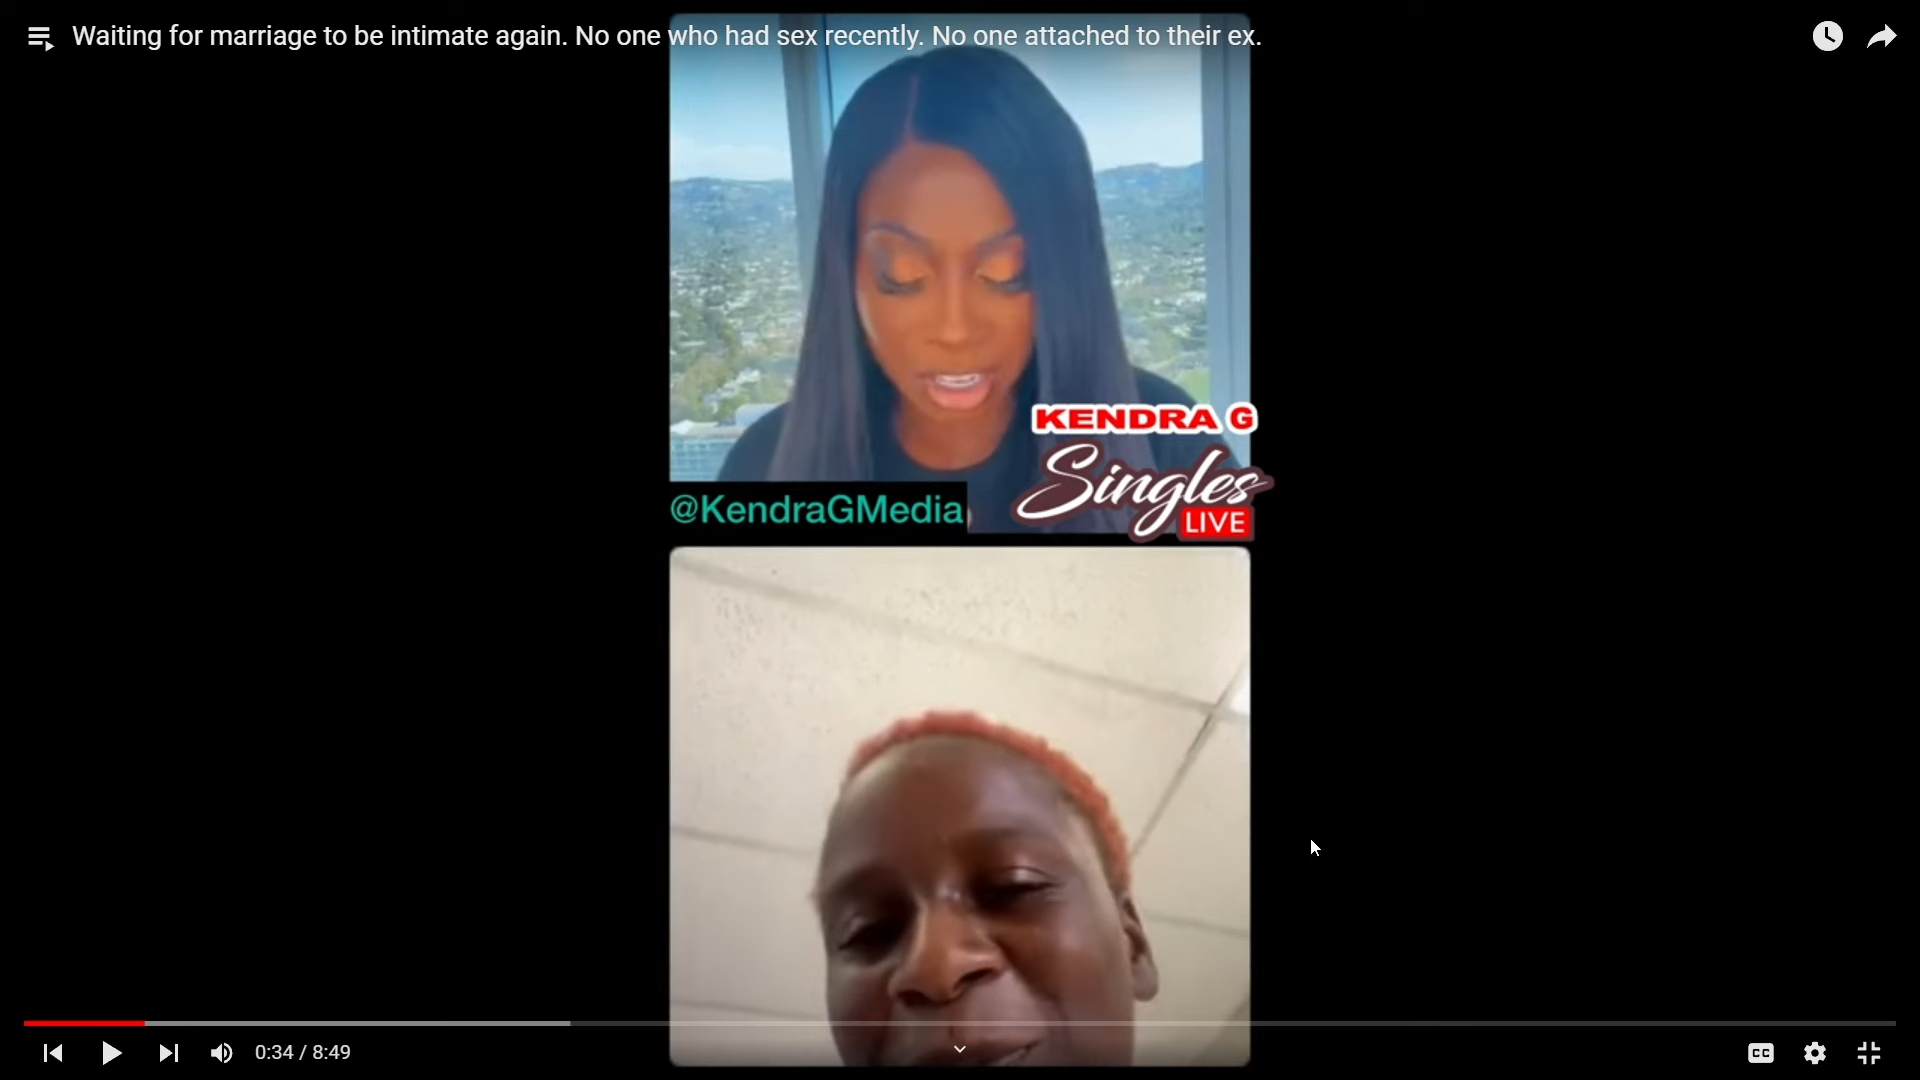 Waiting for marriage to be intimate again. No one who had sex recently. No one attached to their ex.
KENDRA G
Singles
LIVE
@KendraGMedia
0:34 / 8:49
CC